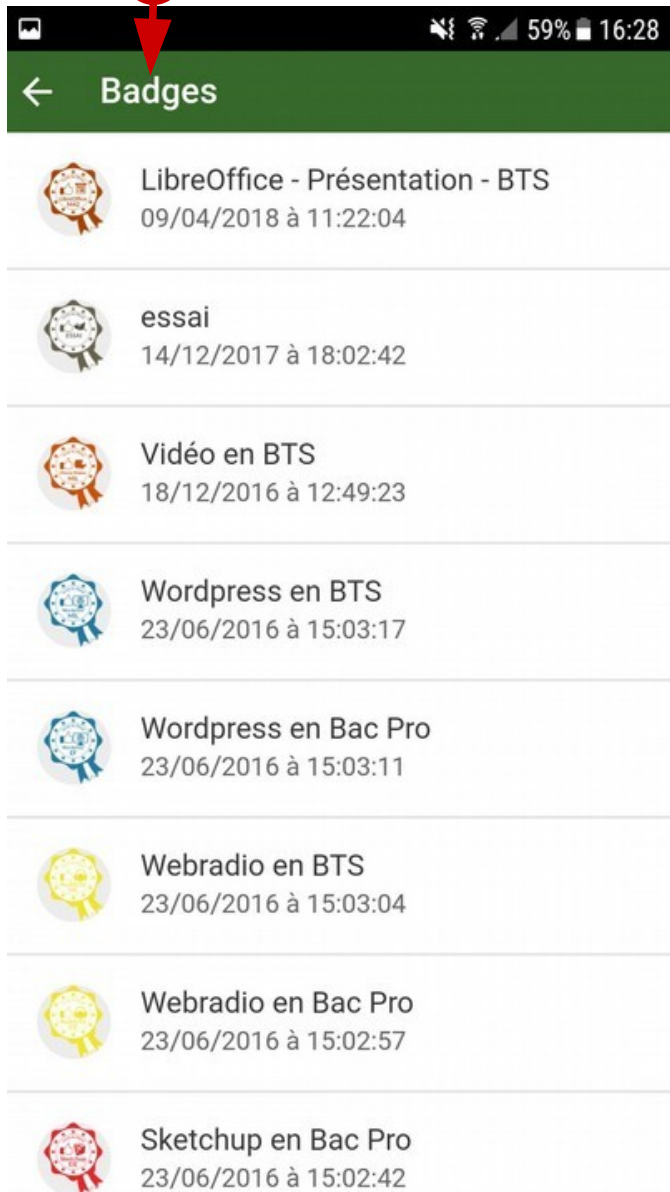 59% 16:28
Badges
LibreOffice - Présentation - BTS
09/04/2018 à 11:22:04
essai
14/12/2017 à 18:02:42
ESSAI
Vidéo en BTS
18/12/2016 à 12:49:23
Wordpress en BTS
23/06/2016 à 15:03:17
Wordpress en Bac Pro
23/06/2016 à 15:03:11
Webradio en BTS
23/06/2016 à 15:03:04
Webradio en Bac Pro
23/06/2016 à 15:02:57
Sketchup en Bac Pro
23/06/2016 à 15:02:42